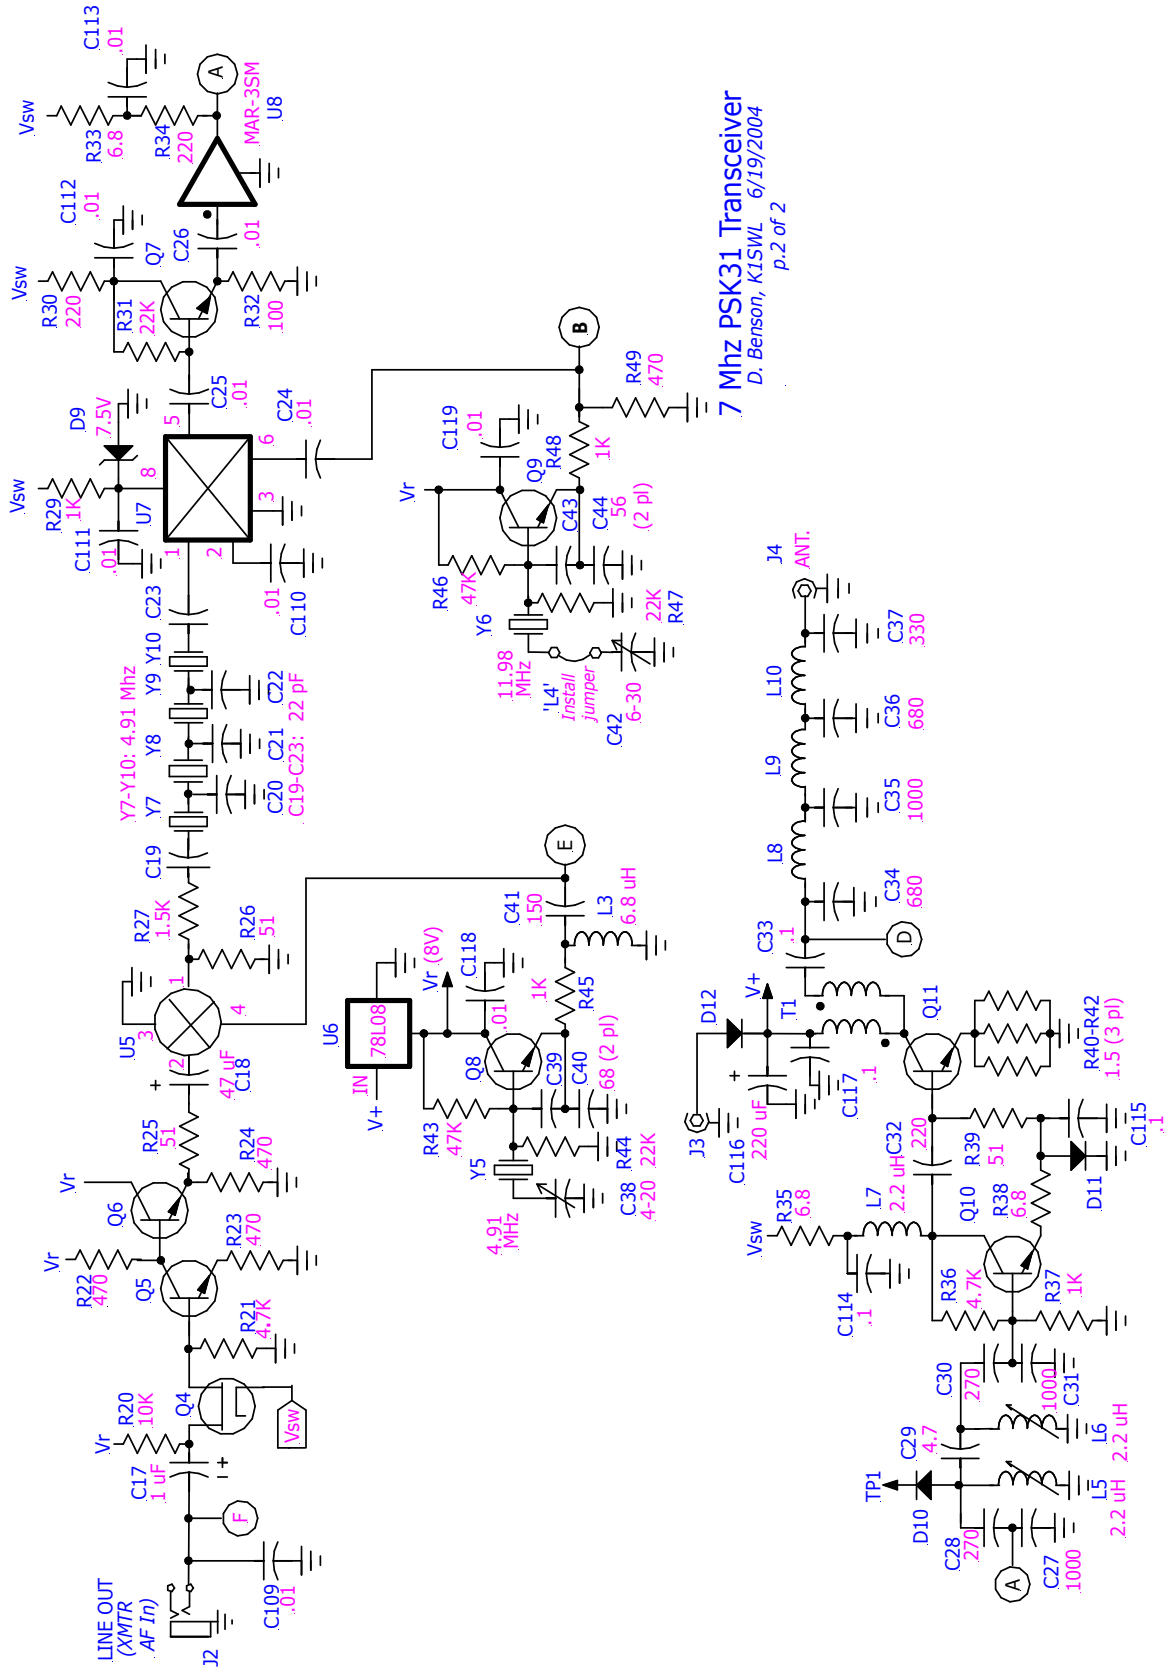 LINE OUT
(XMTR
AF In)
J2
C109
.01
F
C17
1 uF
+
Vr
R20
10K
Q4
Vsw
R21
4.7K
Vr
R22
470
Q5
R23
470
Vr
Q6
R24
470
R25
51
+
47 uF
C18
U5
2
3
1
4
R26
51
R27
1.5K
C19
Y7-Y10: 4.91 Mhz
Y7
Y8
Y9
Y10
C20
C21
C22
C19-C23: 22 pF
C23
C111
.01
Vsw
R29
1K
U7
1
2
3
5
6
8
D9
7.5V
.01
C110
C25
.01
C24
.01
Vsw
R30
220
R31
22K
C112
.01
Q7
R32
100
C26
.01
Vsw
R33
6.8
R34
220
C113
.01
A
MAR-3SM
U8
V+
IN
U6
78L08
Vr (8V)
C118
.01
R43
47K
Q8
4.91
MHz
Y5
C38
4-20
R44
22K
C39
C40
68 (2 pl)
1K
R45
C41
150
L3
6.8 uH
E
Vr
C119
.01
R46
47K
Q9
11.98
MHz
Y6
'L4'
Install
jumper
C42
6-30
22K
R47
C43
C44
56
(2 pl)
R48
1K
R49
470
B
7 Mhz PSK31 Transceiver
D. Benson, K1SWL 6/19/2004
p.2 of 2
A
C27
1000
C28
270
D10
TP1
L5
2.2 uH
C29
4.7
L6
2.2 uH
C30
270
1000
C31
Vsw
R35
6.8
C114
.1
L7
2.2 uH
R36
4.7K
R37
1K
Q10
R38
6.8
C32
220
R39
51
D11
C115
.1
J3
D12
V+
C116
220 uF
+
C117
.1
T1
Q11
R40-R42
1.5 (3 pl)
C33
.1
D
C34
680
L8
C35
1000
L9
C36
680
L10
C37
330
J4
ANT.